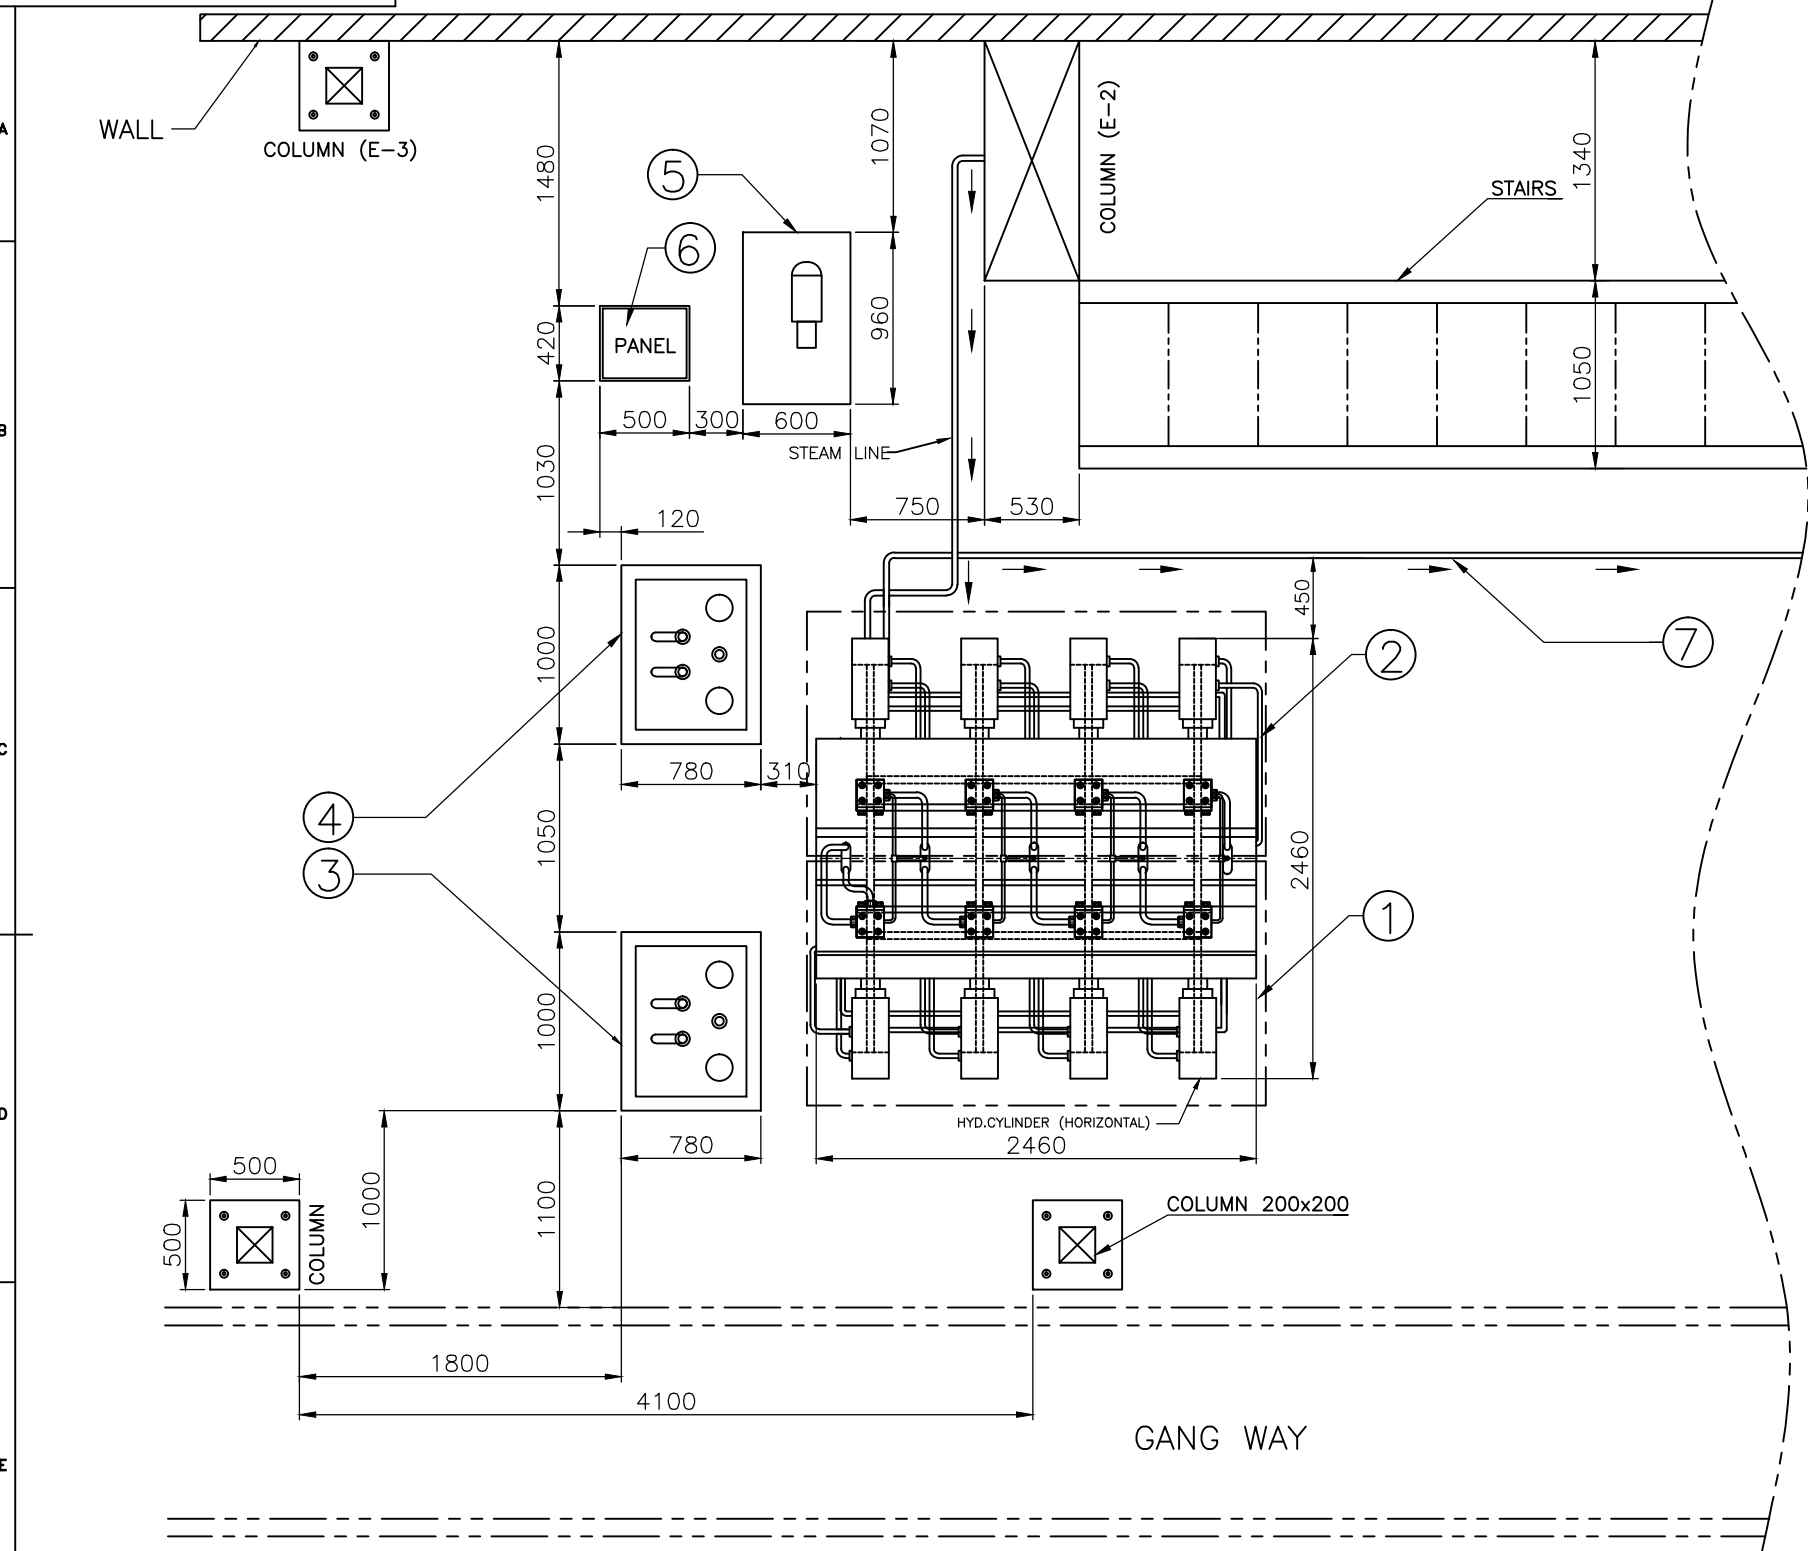 A
B
C
D
E
WALL
COLUMN (E-3)
1480
1070
COLUMN (E-2)
1340
STAIRS
5
6
PANEL
420
960
1050
500
300
600
STEAM LINE
1030
750
530
120
450
7
2
1000
780
310
4
1050
3
2460
1
1000
HYD.CYLINDER (HORIZONTAL)
780
2460
500
500
COLUMN
1000
1100
COLUMN 200x200
1800
4100
GANG WAY